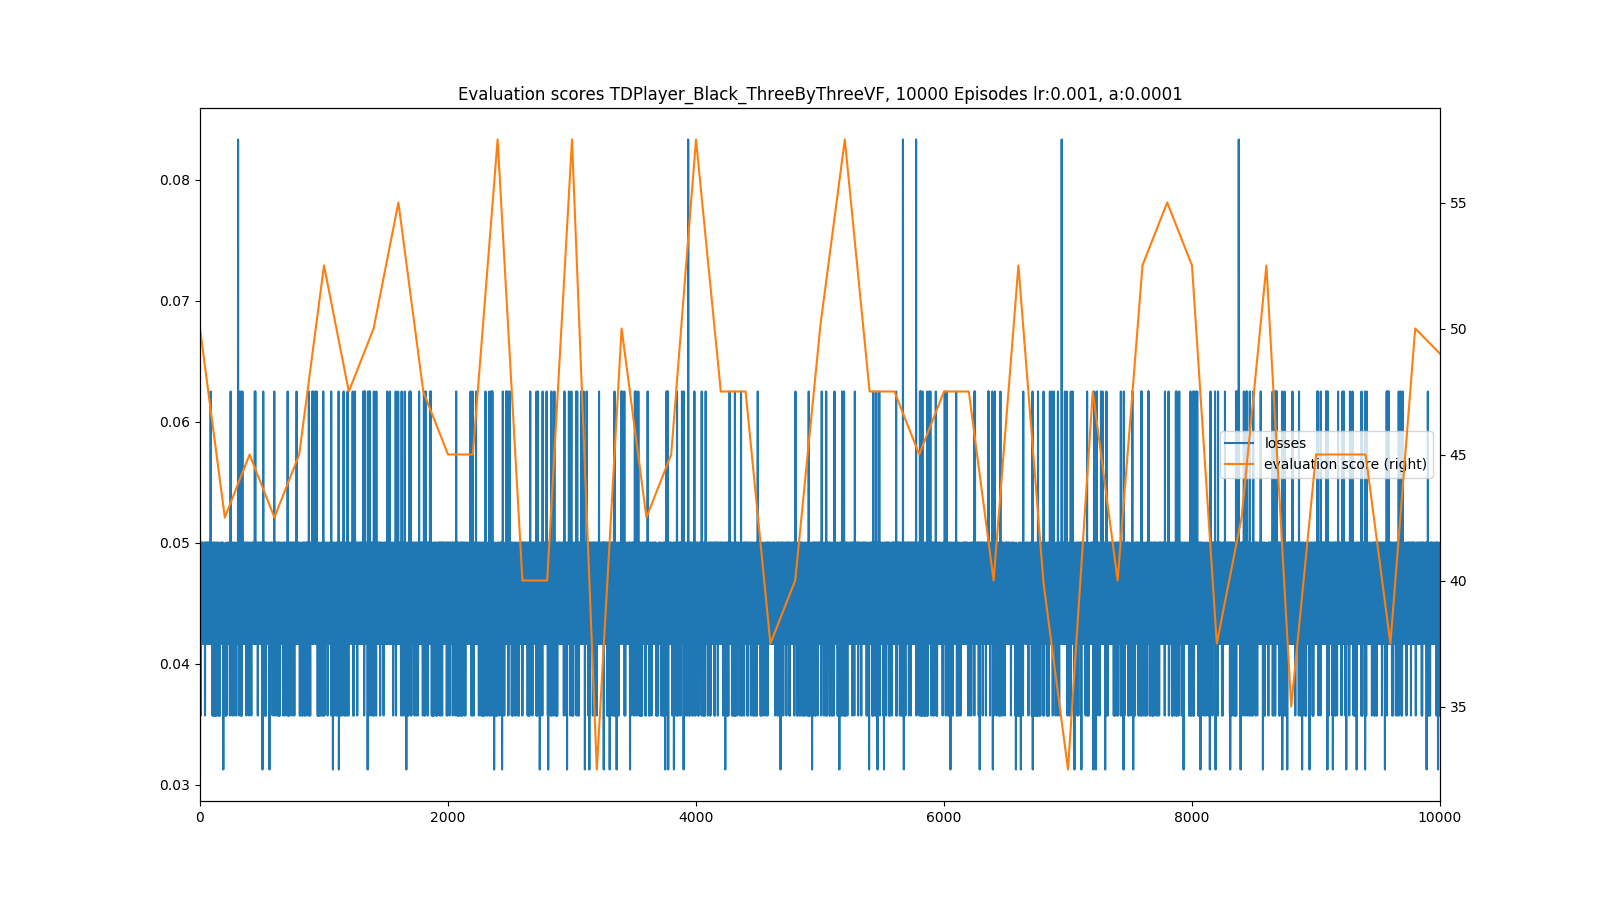 Evaluation scores TDPlayer_Black_ThreeByThreeVF, 10000 Episodes lr:0.001, a:0.0001
0.08
0.07
0.06
0.05
0.04
0.03
55
50
45
40
35
losses
evaluation score (right)
0 2000 4000 6000 8000 10000